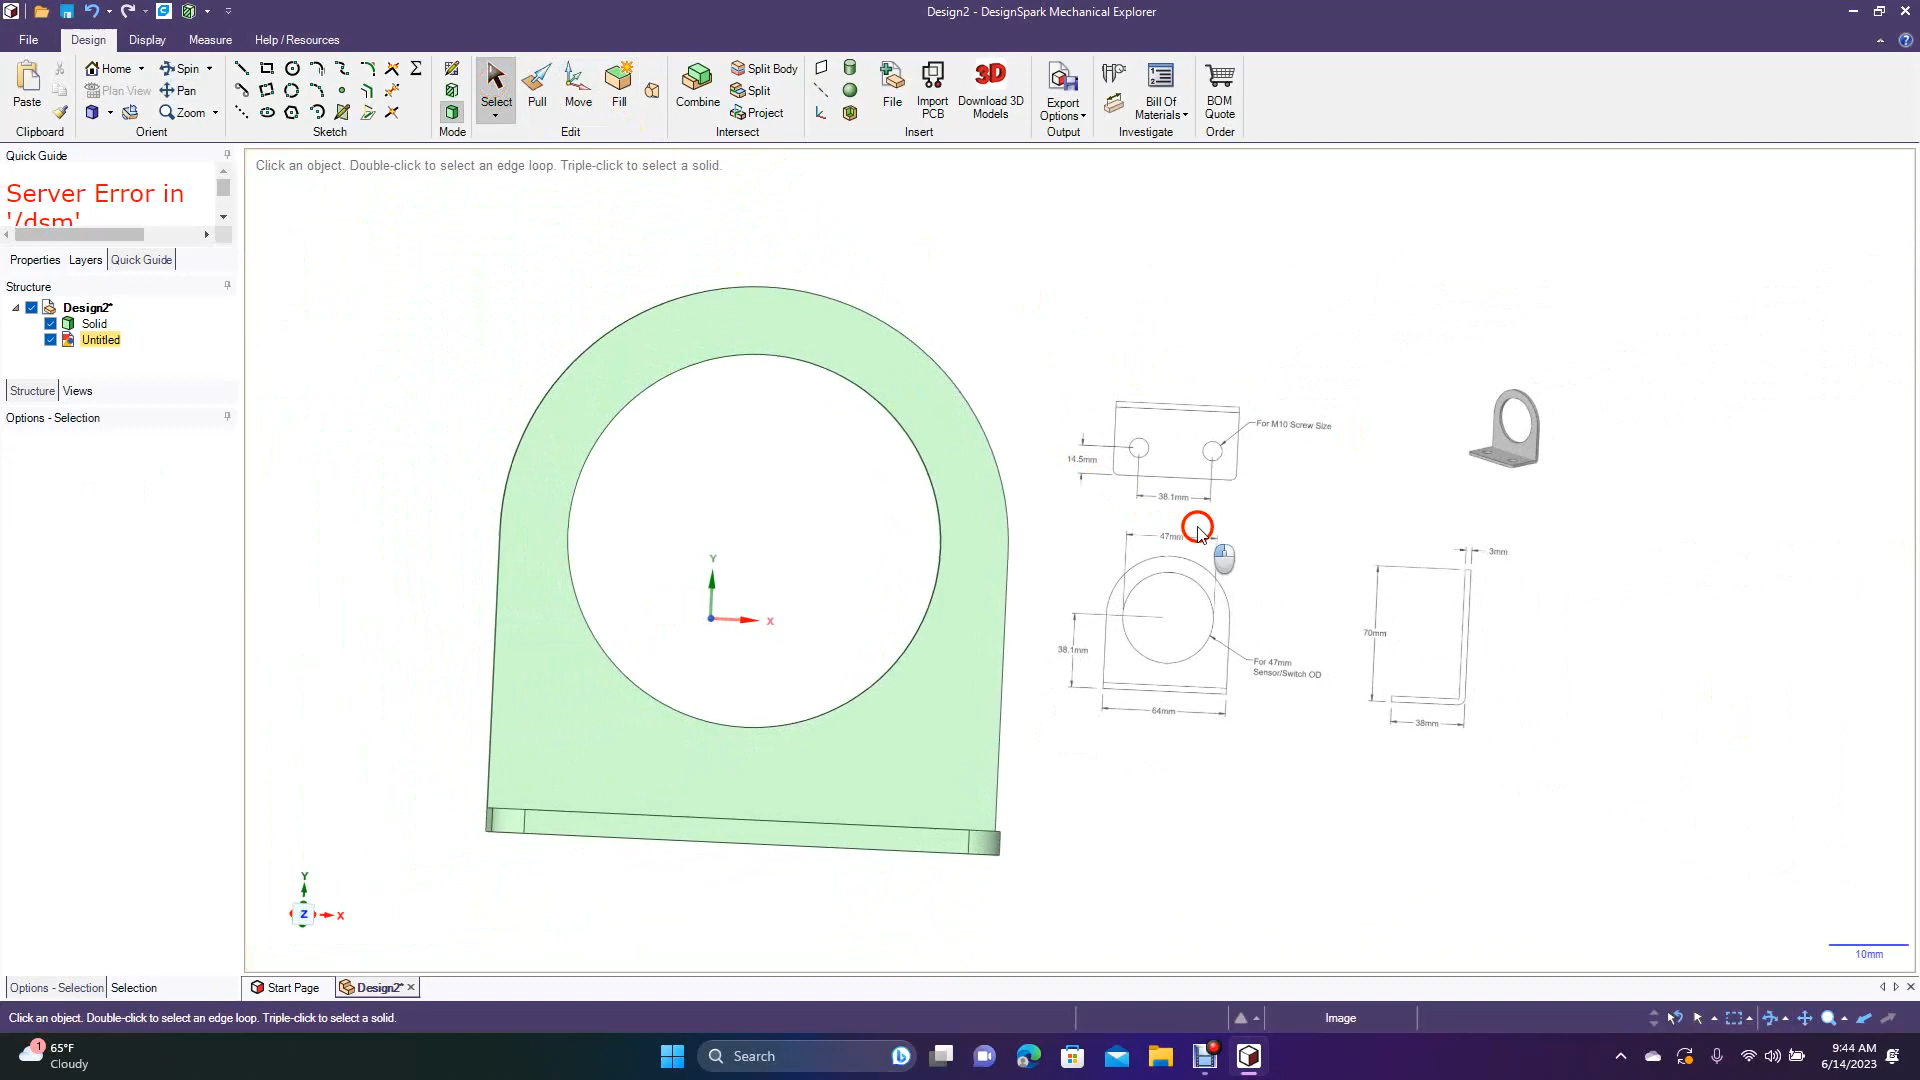 Design2 - DesignSpark Mechanical Explorer
File Design Display Measure Help / Resources
Paste
Clipboard
Home Spin
Plan View Pan
Zoom
Orient
Sketch
Mode
Select Pull Move Fill
Edit
Combine
Split Body
Split
Project
Intersect
File
Import PCB
3D
Download 3D Models
Insert
Export Options
Output
Bill Of Materials
Investigate
BOM Quote
Order
Quick Guide
Server Error in
'/dsm'
Properties Layers Quick Guide
Structure
Design2*
Solid
Untitled
Structure Views
Options - Selection
Click an object. Double-click to select an edge loop. Triple-click to select a solid.
For M10 Screw Size
14.5mm
38.1mm
47mm
3mm
Y
X
38.1mm
70mm
For 47mm
Sensor/Switch OD
64mm
38mm
Y
Z
X
10mm
Options - Selection Selection
Start Page Design2*
Click an object. Double-click to select an edge loop. Triple-click to select a solid.
Image
1
65°F
Cloudy
Search
9:44 AM
6/14/2023